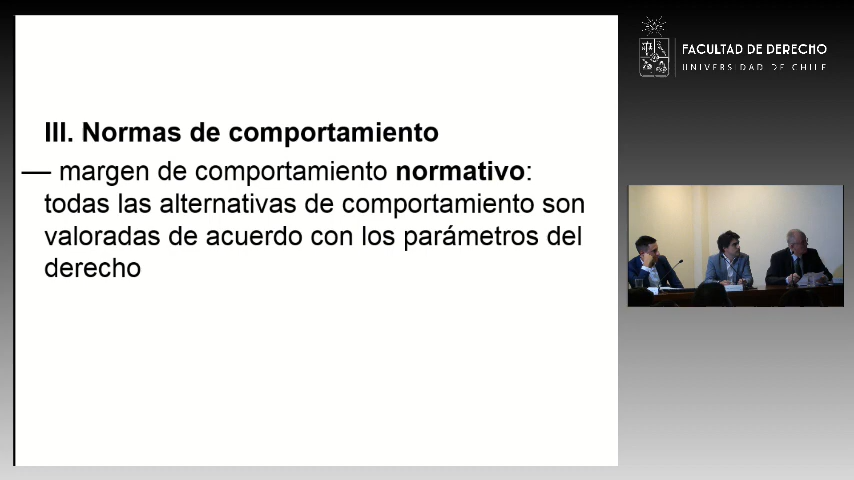 III. Normas de comportamiento
— margen de comportamiento normativo:
todas las alternativas de comportamiento son
valoradas de acuerdo con los parámetros del
derecho
FACULTAD DE DERECHO
UNIVERSIDAD DE CHILE